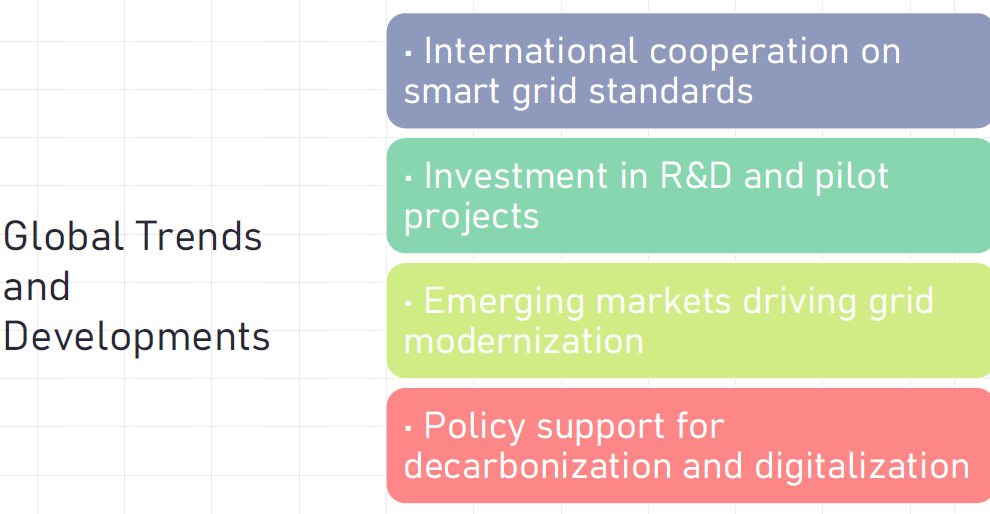 Global Trends
and
Developments
· International cooperation on
smart grid standards
· Investment in R&D and pilot
projects
· Emerging markets driving grid
modernization
· Policy support for
decarbonization and digitalization